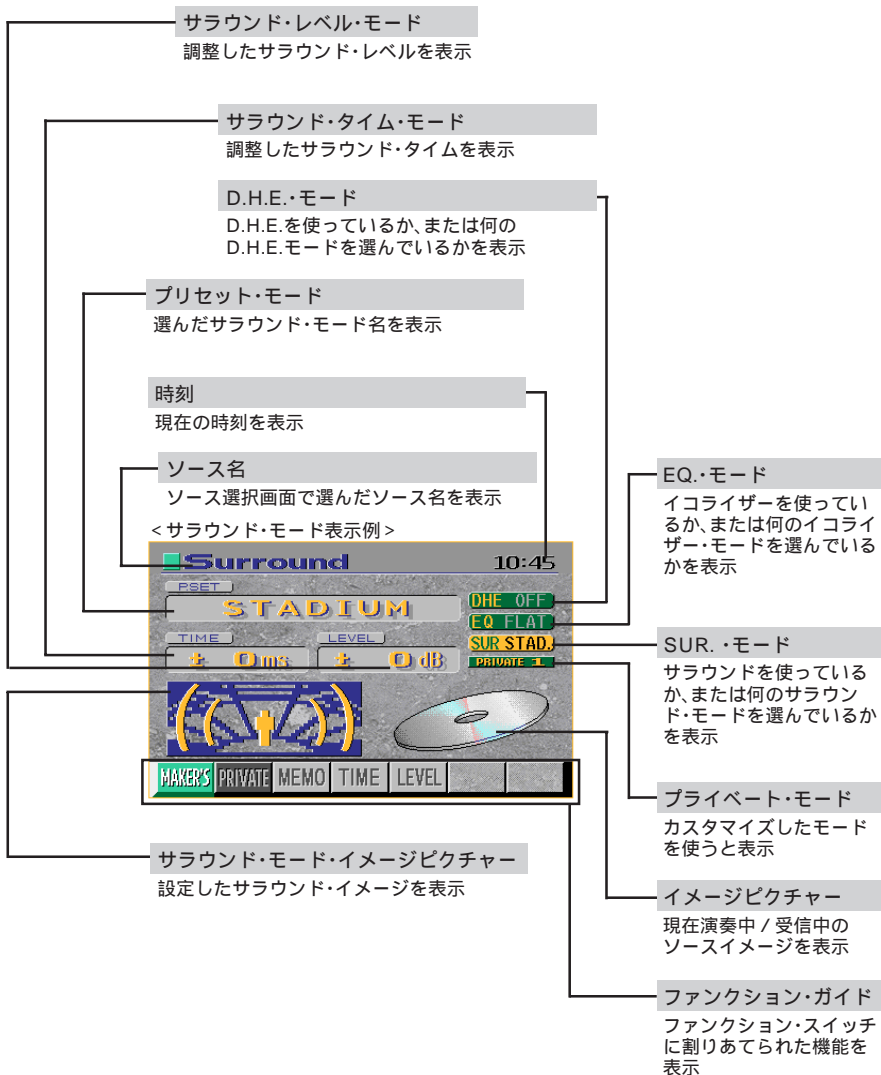 サラウンド・レベル・モード
調整したサラウンド・レベルを表示
サラウンド・タイム・モード
調整したサラウンド・タイムを表示
D.H.E.・モード
D.H.E.を使っているか、または何の
D.H.E.モードを選んでいるかを表示
プリセット・モード
選んだサラウンド・モード名を表示
時刻
現在の時刻を表示
ソース名
ソース選択画面で選んだソース名を表示
<サラウンド・モード表示例>
Surround 10:45
PSET
STADIUM
DHE OFF
EQ FLAT
TIME LEVEL
SUR STAD.
± 0ms ± 0dB
PRIVATE 1
MAKER'S PRIVATE MEMO TIME LEVEL
サラウンド・モード・イメージピクチャー
設定したサラウンド・イメージを表示
EQ.・モード
イコライザーを使ってい
るか、または何のイコライ
ザー・モードを選んでいる
かを表示
SUR. ・モード
サラウンドを使っている
か、または何のサラウン
ド・モードを選んでいるか
を表示
プライベート・モード
カスタマイズしたモード
を使うと表示
イメージピクチャー
現在演奏中 / 受信中の
ソースイメージを表示
ファンクション・ガイド
ファンクション・スイッチ
に割りあてられた機能を
表示